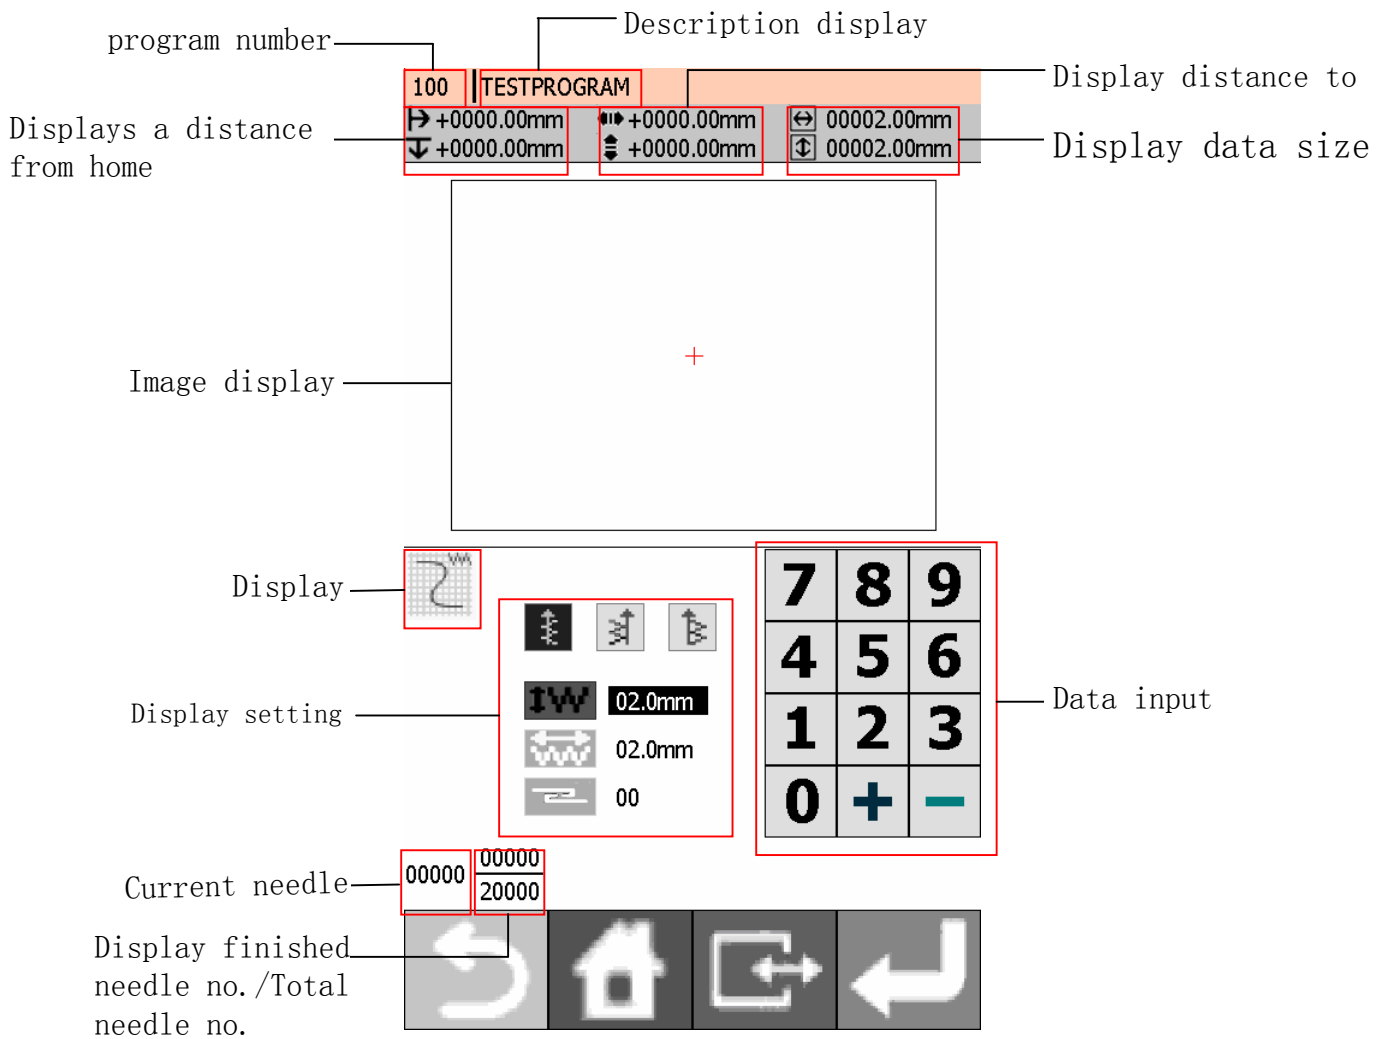 Description display
program number
100 TESTPROGRAM
Display distance to
Displays a distance
from home
+0000.00mm +0000.00mm 00002.00mm
+0000.00mm +0000.00mm 00002.00mm
Display data size
Image display
Display
7 8 9
4 5 6
1 2 3
0 + −
Display setting
02.0mm
02.0mm
00
Data input
Current needle
00000
00000
20000
Display finished
needle no./Total
needle no.